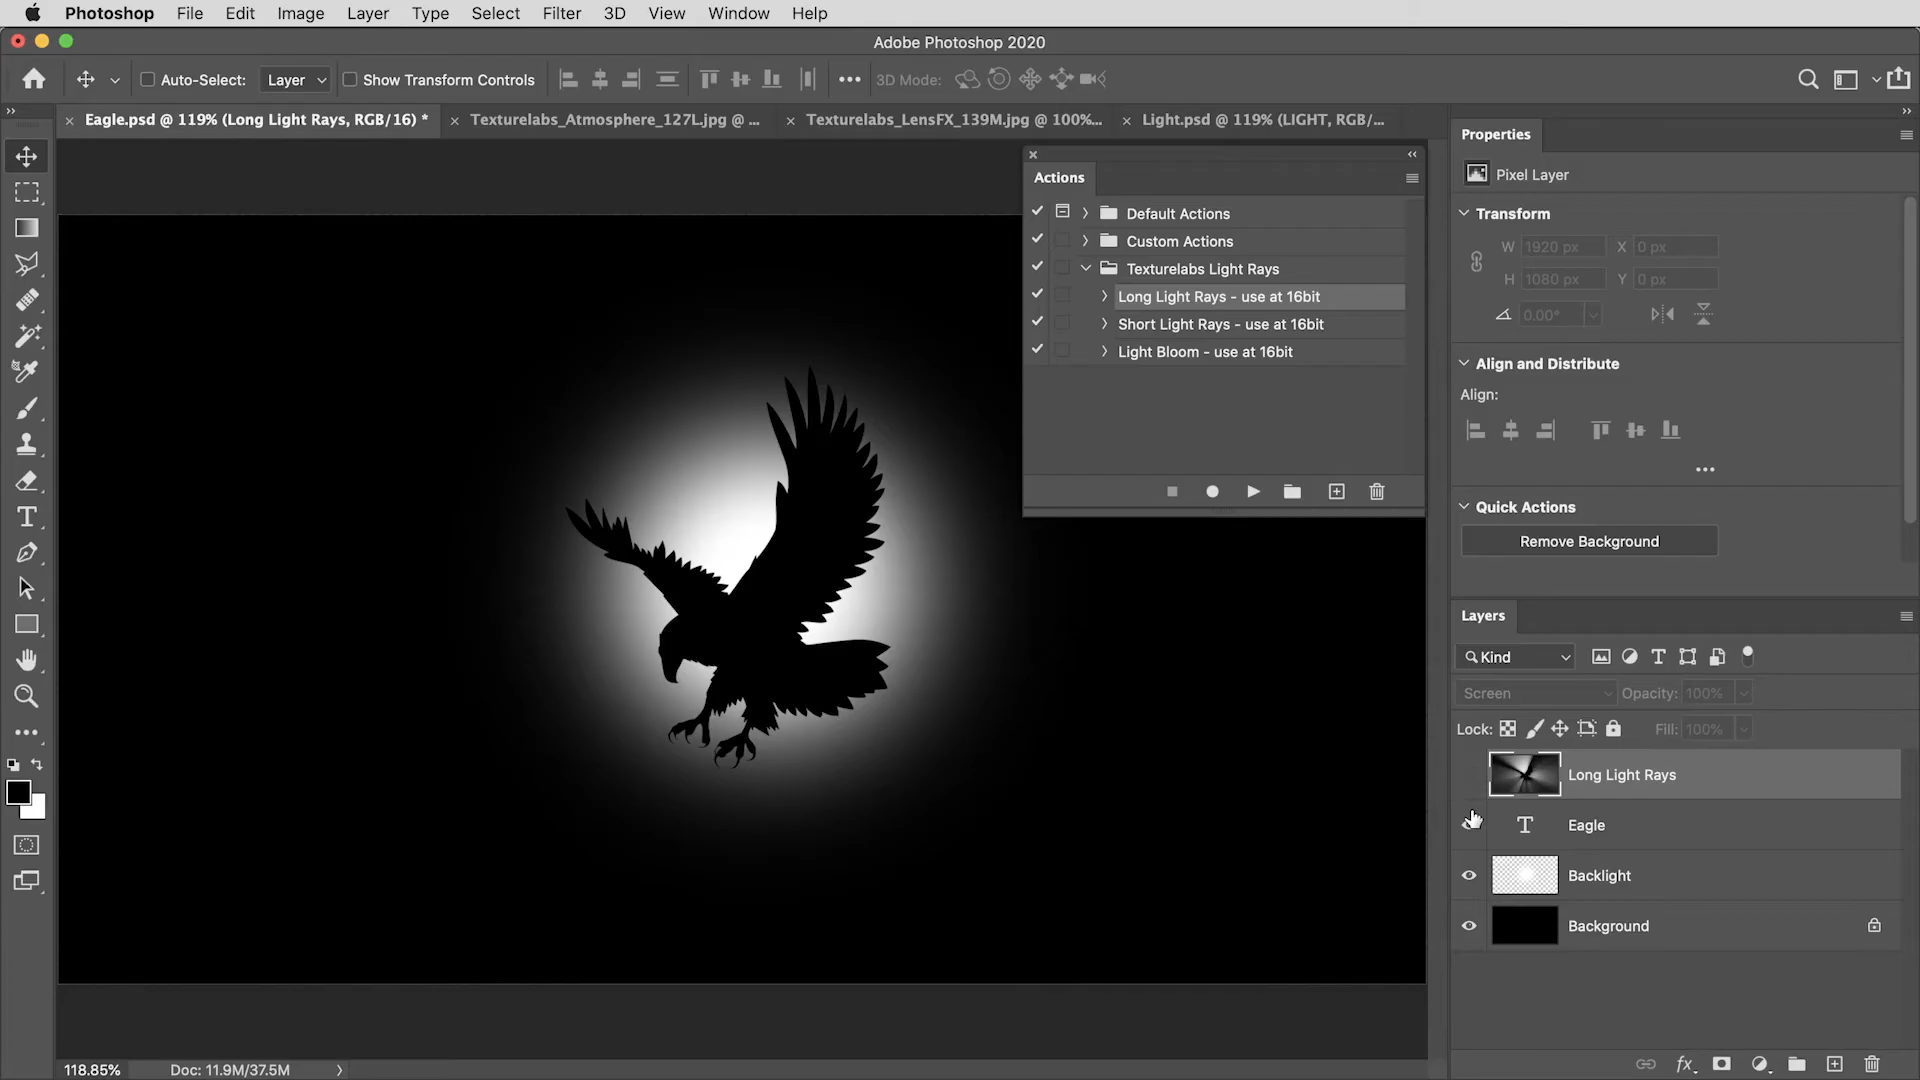 Photoshop File Edit Image Layer Type Select Filter 3D View Window Help
Adobe Photoshop 2020
Auto-Select: Layer Show Transform Controls 3D Mode:
Eagle.psd @ 119% (Long Light Rays, RGB/16) * Texturelabs_Atmosphere_127L.jpg @ ... Texturelabs_LensFX_139M.jpg @ 100%... Light.psd @ 119% (LIGHT, RGB/...
Actions
Default Actions
Custom Actions
Texturelabs Light Rays
Long Light Rays - use at 16bit
Short Light Rays - use at 16bit
Light Bloom - use at 16bit
Properties
Pixel Layer
Transform
W 1920 px X 0 px
H 1080 px Y 0 px
0.00°
Align and Distribute
Align:
Quick Actions
Remove Background
Layers
Kind
Screen Opacity: 100%
Lock: Fill: 100%
Long Light Rays
Eagle
Backlight
Background
118.85% Doc: 11.9M/37.5M